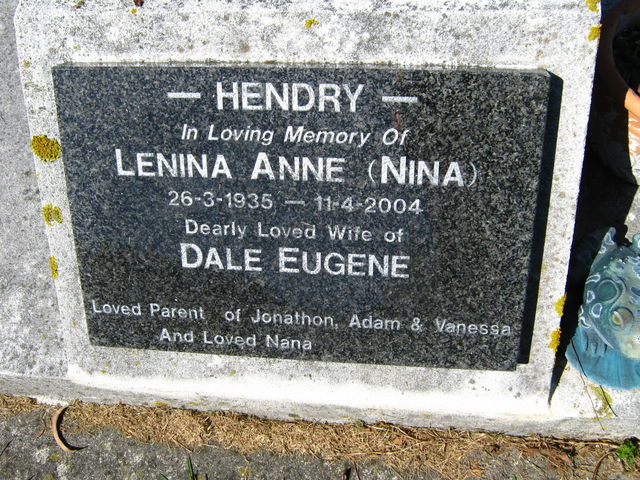 — HENDRY —
In Loving Memory Of
LENINA ANNE (NINA)
26-3-1935 — 11-4-2004
Dearly Loved Wife of
DALE EUGENE
Loved Parent of Jonathon, Adam & Vanessa
And Loved Nana